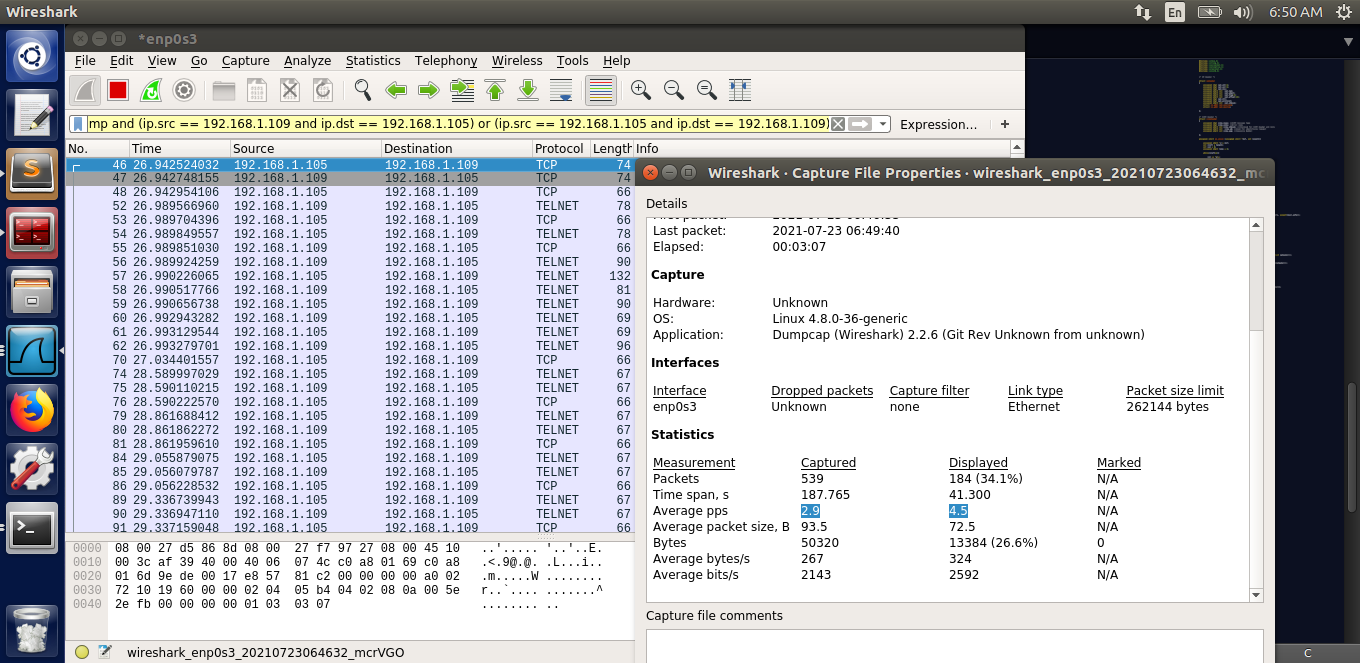 Wireshark
En
6:50 AM
*enp0s3
File Edit View Go Capture Analyze Statistics Telephony Wireless Tools Help
mp and (ip.src == 192.168.1.109 and ip.dst == 192.168.1.105) or (ip.src == 192.168.1.105 and ip.dst == 192.168.1.109)
Expression… +
No. Time Source Destination Protocol Length Info
46 26.942524032 192.168.1.105 192.168.1.109 TCP 74
47 26.942748155 192.168.1.109 192.168.1.105 TCP 74
48 26.942954106 192.168.1.105 192.168.1.109 TCP 66
52 26.989566960 192.168.1.109 192.168.1.105 TELNET 78
53 26.989704396 192.168.1.105 192.168.1.109 TCP 66
54 26.989849557 192.168.1.105 192.168.1.109 TELNET 78
55 26.989851030 192.168.1.109 192.168.1.105 TCP 66
56 26.989924259 192.168.1.109 192.168.1.105 TELNET 90
57 26.990226065 192.168.1.105 192.168.1.109 TELNET 132
58 26.990517766 192.168.1.109 192.168.1.105 TELNET 81
59 26.990656738 192.168.1.105 192.168.1.109 TELNET 90
60 26.992943282 192.168.1.109 192.168.1.105 TELNET 69
61 26.993129544 192.168.1.105 192.168.1.109 TELNET 69
62 26.993279701 192.168.1.109 192.168.1.105 TELNET 96
70 27.034401557 192.168.1.105 192.168.1.109 TCP 66
74 28.589997029 192.168.1.105 192.168.1.109 TELNET 67
75 28.590110215 192.168.1.109 192.168.1.105 TELNET 67
76 28.590222570 192.168.1.105 192.168.1.109 TCP 66
79 28.861688412 192.168.1.105 192.168.1.109 TELNET 67
80 28.861862272 192.168.1.109 192.168.1.105 TELNET 67
81 28.861959610 192.168.1.105 192.168.1.109 TCP 66
84 29.055879075 192.168.1.105 192.168.1.109 TELNET 67
85 29.056079787 192.168.1.109 192.168.1.105 TELNET 67
86 29.056228532 192.168.1.105 192.168.1.109 TCP 66
89 29.336739943 192.168.1.105 192.168.1.109 TELNET 67
90 29.336947110 192.168.1.109 192.168.1.105 TELNET 67
91 29.337159048 192.168.1.105 192.168.1.109 TCP 66
0000 08 00 27 d5 86 8d 08 00 27 f7 97 27 08 00 45 10 ..'..... '..'..E.
0010 00 3c af 39 40 00 40 06 07 4c c0 a8 01 69 c0 a8 .<.9@.@. .L...i..
0020 01 6d 9e de 00 17 e8 57 81 c2 00 00 00 00 a0 02 .m.....W ........
0030 72 10 19 60 00 00 02 04 05 b4 04 02 08 0a 00 5e r..`.... .......^
0040 2e fb 00 00 00 00 01 03 03 07 ........ ..
wireshark_enp0s3_20210723064632_mcrVGO
Wireshark · Capture File Properties · wireshark_enp0s3_20210723064632_mc
Details
Last packet: 2021-07-23 06:49:40
Elapsed: 00:03:07
Capture
Hardware: Unknown
OS: Linux 4.8.0-36-generic
Application: Dumpcap (Wireshark) 2.2.6 (Git Rev Unknown from unknown)
Interfaces
Interface Dropped packets Capture filter Link type Packet size limit
enp0s3 Unknown none Ethernet 262144 bytes
Statistics
Measurement Captured Displayed Marked
Packets 539 184 (34.1%) N/A
Time span, s 187.765 41.300 N/A
Average pps 2.9 4.5 N/A
Average packet size, B 93.5 72.5 N/A
Bytes 50320 13384 (26.6%) 0
Average bytes/s 267 324 N/A
Average bits/s 2143 2592 N/A
Capture file comments
C